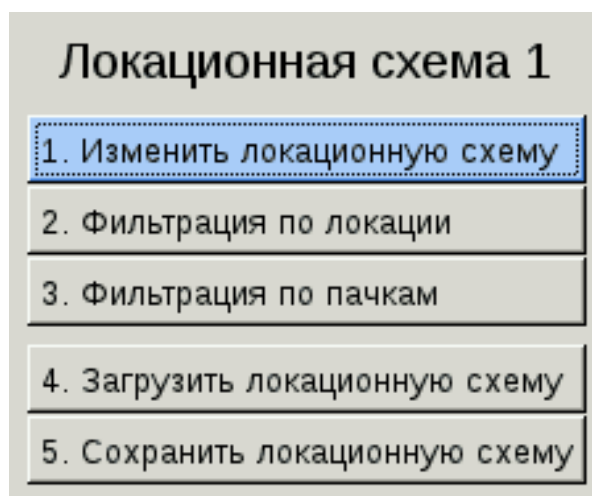 Локационная схема 1
1. Изменить локационную схему
2. Фильтрация по локации
3. Фильтрация по пачкам
4. Загрузить локационную схему
5. Сохранить локационную схему